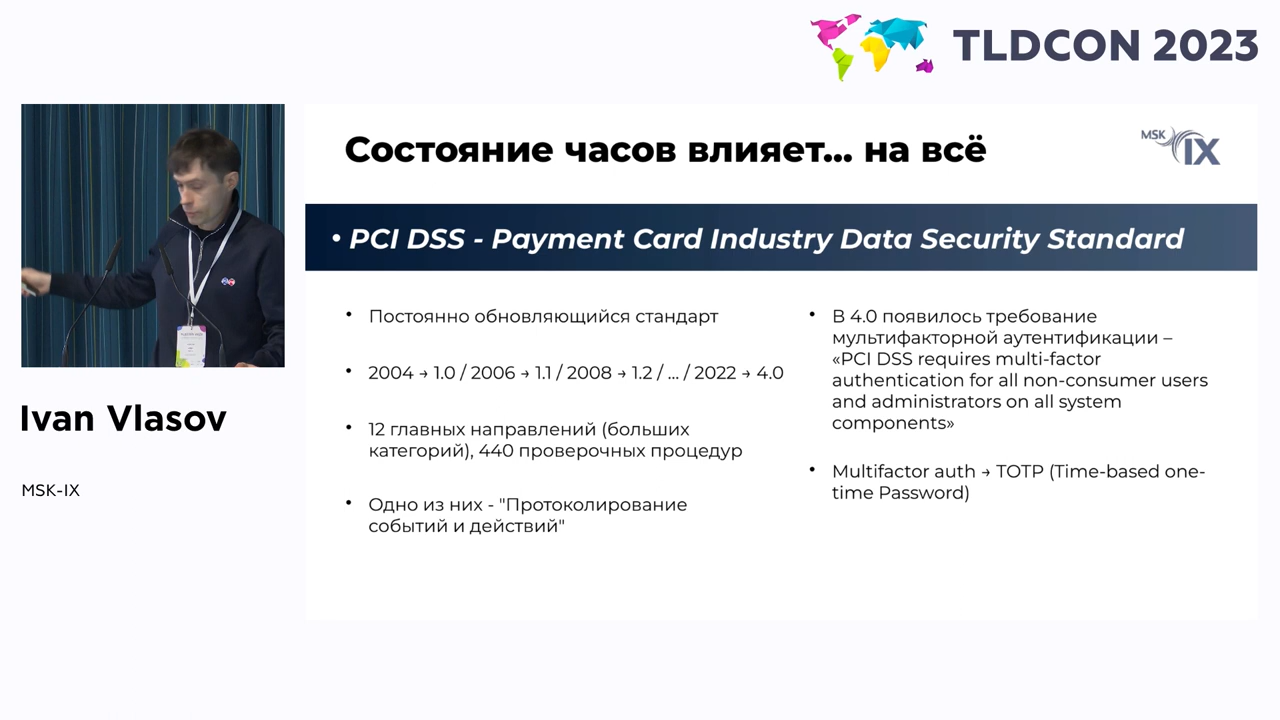 TLDCON 2023
Состояние часов влияет... на всё
MSK
IX
• PCI DSS - Payment Card Industry Data Security Standard
• Постоянно обновляющийся стандарт
• 2004 → 1.0 / 2006 → 1.1 / 2008 → 1.2 / ... / 2022 → 4.0
• 12 главных направлений (больших
категорий), 440 проверочных процедур
• Одно из них - "Протоколирование
событий и действий"
• В 4.0 появилось требование
мультифакторной аутентификации –
«PCI DSS requires multi-factor
authentication for all non-consumer users
and administrators on all system
components»
• Multifactor auth → TOTP (Time-based one-
time Password)
Ivan Vlasov
MSK-IX